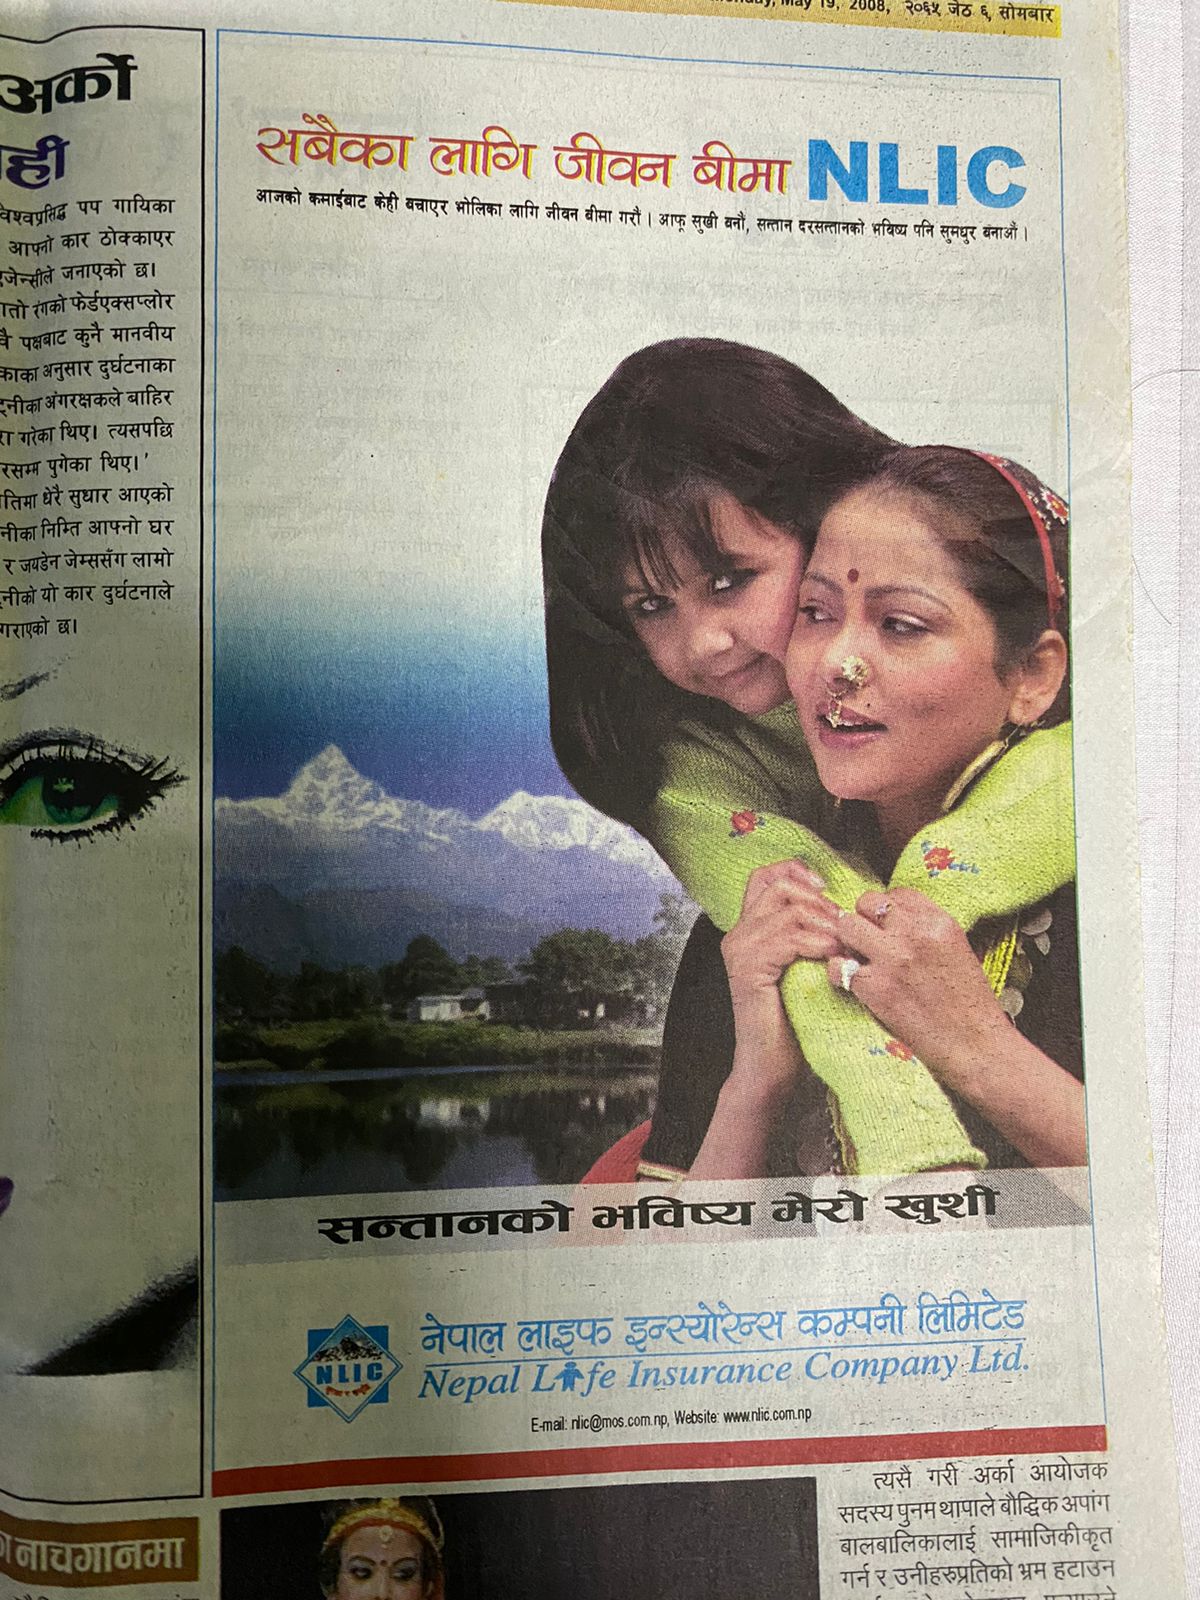 May 19, 2008, २०६५ जेठ ६, सोमबार
अर्को
विश्वप्रसिद्ध पप गायिका
आफ्नो कार ठोक्काएर
जनाएको छ।
रंगको फेर्डएक्सप्लोर
पक्षबाट कुनै मानवीय
अनुसार दुर्घटनाका
अंगरक्षकले बाहिर
गरेका थिए। त्यसपछि
पुगेका थिए।'
धेरै सुधार आएको
निम्ति आफ्नो घर
र जयडेन जेम्ससँग लामो
यो कार दुर्घटनाले
गराएको छ।
सबैका लागि जीवन बीमा NLIC
आजको कमाईबाट केही बचाएर भोलिका लागि जीवन बीमा गरौं । आफू सुखी बनौं, सन्तान दरसन्तानको भविष्य पनि सुमधुर बनाऔं ।
सन्तानको भविष्य मेरो खुशी
NLIC
नेपाल लाइफ इन्स्योरेन्स कम्पनी लिमिटेड
Nepal Life Insurance Company Ltd.
E-mail: nlic@mos.com.np, Website: www.nlic.com.np
नाचगानमा
त्यसै गरी अर्का आयोजक
सदस्य पुनम थापाले बौद्धिक अपांग
बालबालिकालाई सामाजिकीकृत
गर्न र उनीहरुप्रतिको भ्रम हटाउन